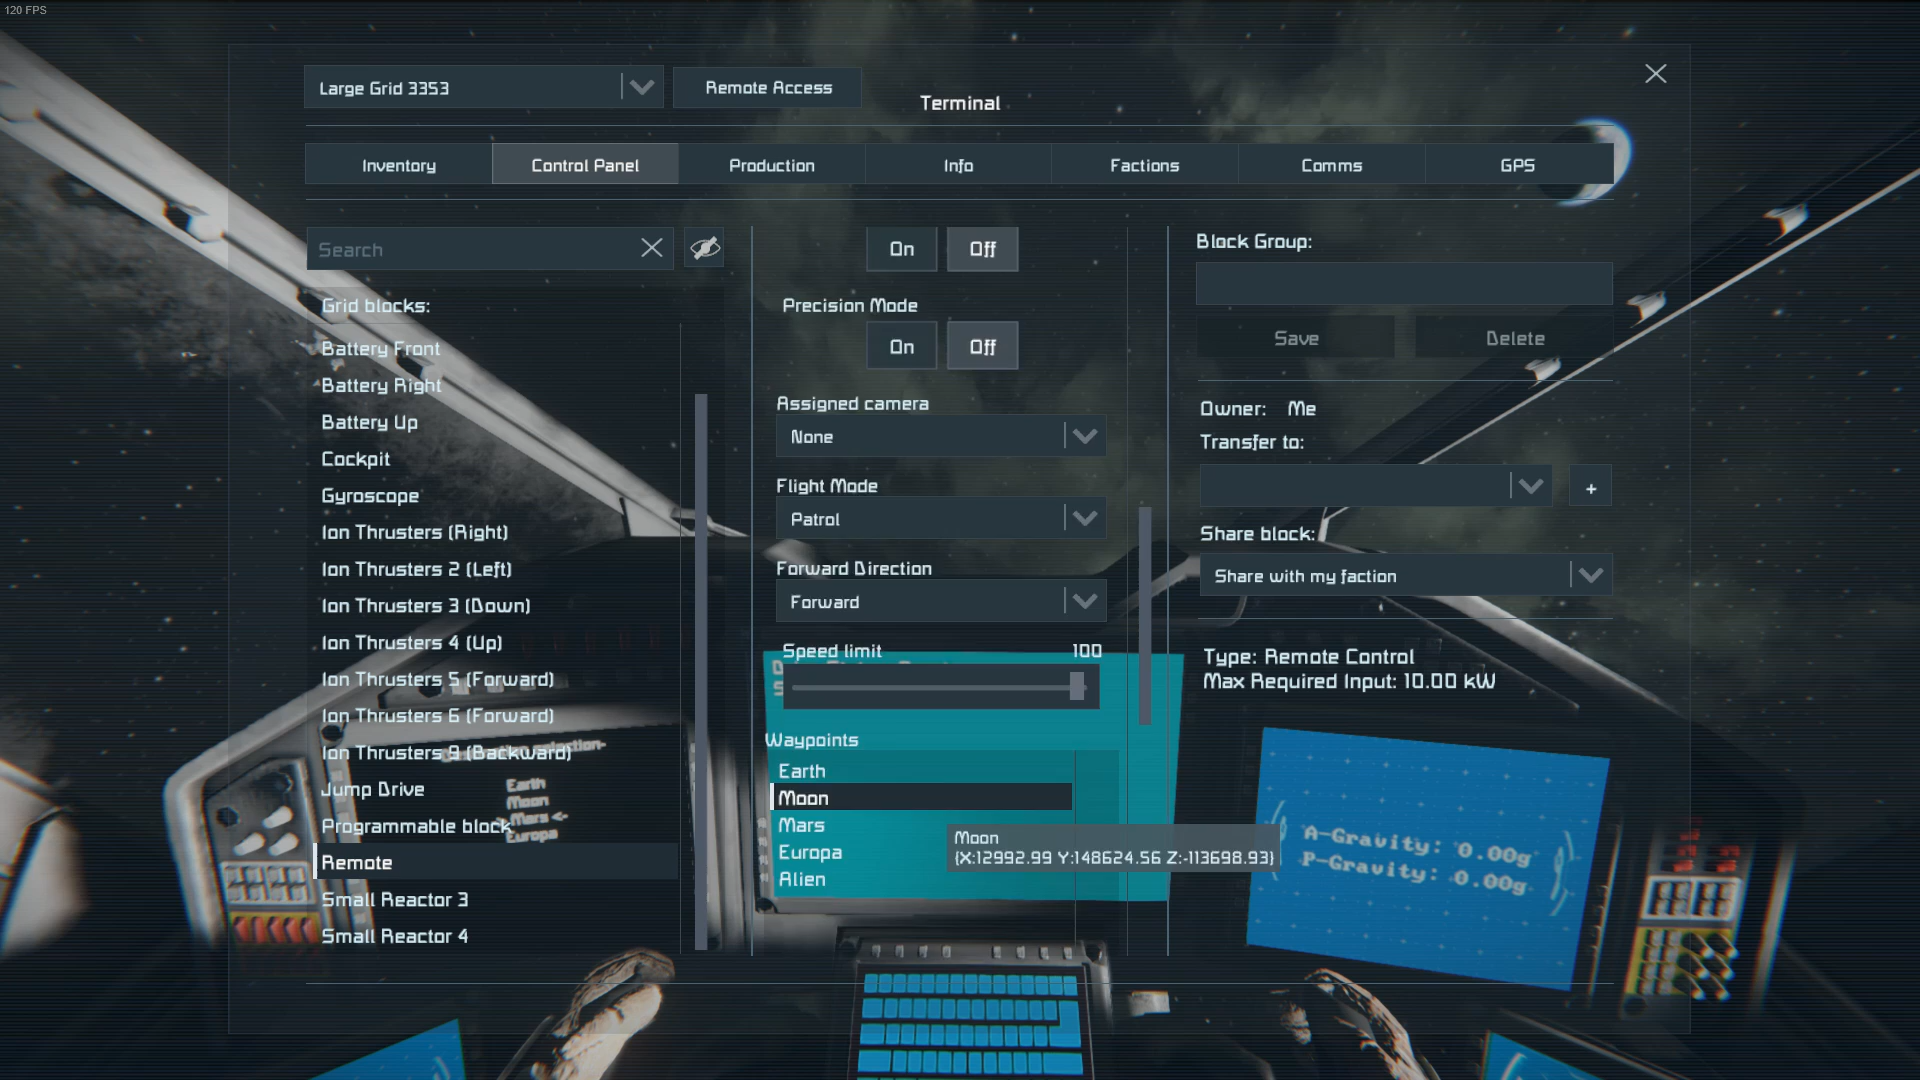 120 FPS
Large Grid 3353
Remote Access
Terminal
Inventory
Control Panel
Production
Info
Factions
Comms
GPS
Search
Grid blocks:
Battery Front
Battery Right
Battery Up
Cockpit
Gyroscope
Ion Thrusters (Right)
Ion Thrusters 2 (Left)
Ion Thrusters 3 (Down)
Ion Thrusters 4 (Up)
Ion Thrusters 5 (Forward)
Ion Thrusters 6 (Forward)
Ion Thrusters 9 (Backward)
Jump Drive
Programmable block
Remote
Small Reactor 3
Small Reactor 4
selection-
Earth
Moon
Mars <-
Europa
On
Off
Precision Mode
On
Off
Assigned camera
None
Flight Mode
Patrol
Forward Direction
Forward
Speed limit
100
Waypoints
Earth
Moon
Mars
Europa
Alien
Moon
{X:12992.99 Y:148624.56 Z:-113698.93}
Block Group:
Save
Delete
Owner: Me
Transfer to:
+
Share block:
Share with my faction
Type: Remote Control
Max Required Input: 10.00 kW
A-Gravity: 0.00g
P-Gravity: 0.00g